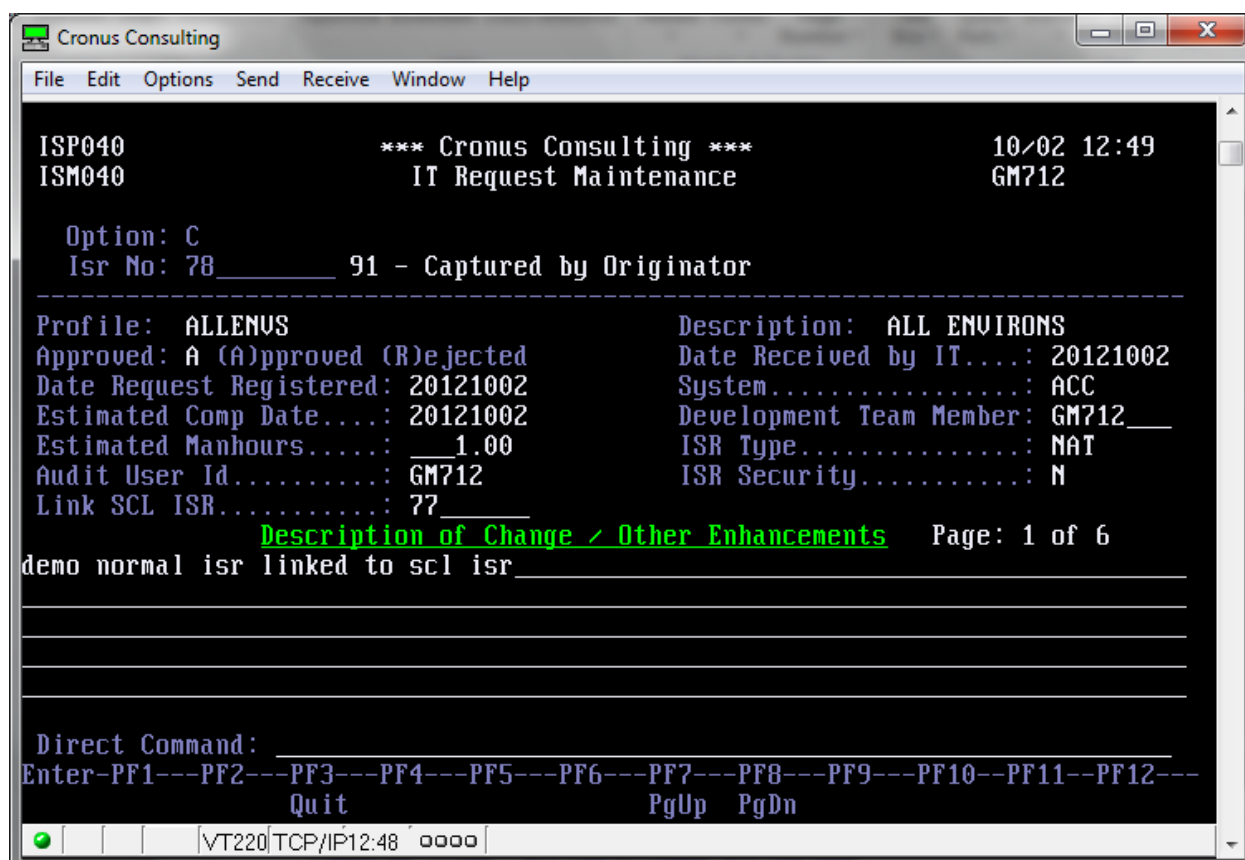 Cronus Consulting
File Edit Options Send Receive Window Help
ISP040 *** Cronus Consulting *** 10/02 12:49
ISM040 IT Request Maintenance GM712
Option: C
Isr No: 78_________ 91 - Captured by Originator
------------------------------------------------------------------------------
Profile: ALLENVS Description: ALL ENVIRONS
Approved: A (A)pproved (R)ejected Date Received by IT....: 20121002
Date Request Registered: 20121002 System.................: ACC
Estimated Comp Date....: 20121002 Development Team Member: GM712___
Estimated Manhours.....: ___1.00 ISR Type...............: NAT
Audit User Id..........: GM712 ISR Security...........: N
Link SCL ISR...........: 77______
Description of Change / Other Enhancements Page: 1 of 6
demo normal isr linked to scl isr
Direct Command:
Enter-PF1---PF2---PF3---PF4---PF5---PF6---PF7---PF8---PF9---PF10--PF11--PF12---
Quit PgUp PgDn
VT220 TCP/IP 12:48